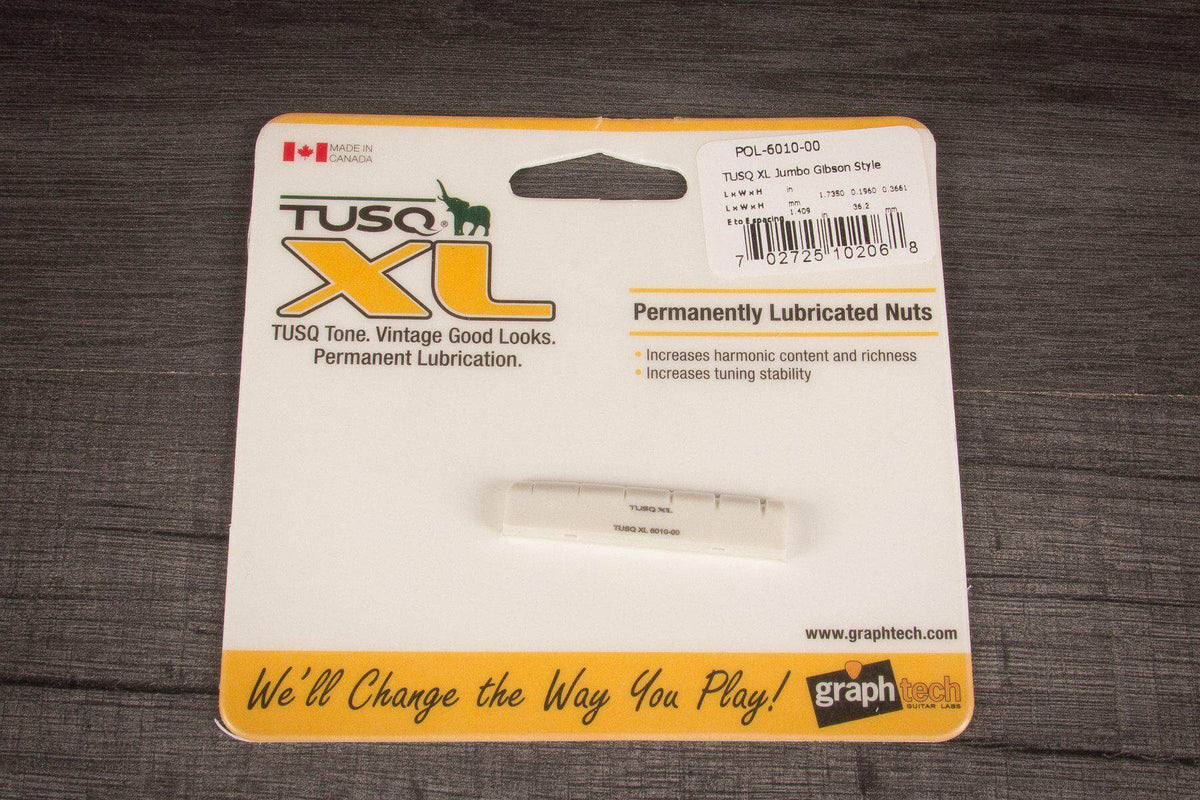 MADE IN
CANADA
TUSQ®
XL
TUSQ Tone. Vintage Good Looks.
Permanent Lubrication.
POL-6010-00
TUSQ XL Jumbo Gibson Style
L x W x H in 1.7350 0.1960 0.3661
L x W x H mm
E to E spacing 1.409 in 36.2 mm
7 02725 10206 8
Permanently Lubricated Nuts
• Increases harmonic content and richness
• Increases tuning stability
TUSQ XL
TUSQ XL 6010-00
www.graphtech.com
We'll Change the Way You Play!
graphtech
GUITAR LABS